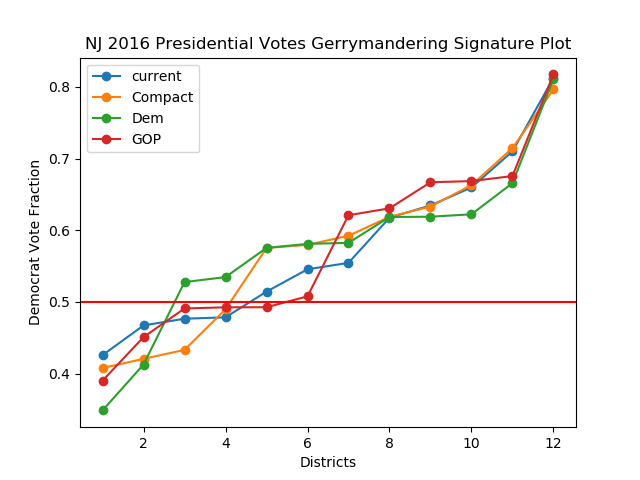 NJ 2016 Presidential Votes Gerrymandering Signature Plot
current
Compact
Dem
GOP
0.8
0.7
0.6
0.5
0.4
Democrat Vote Fraction
2 4 6 8 10 12
Districts